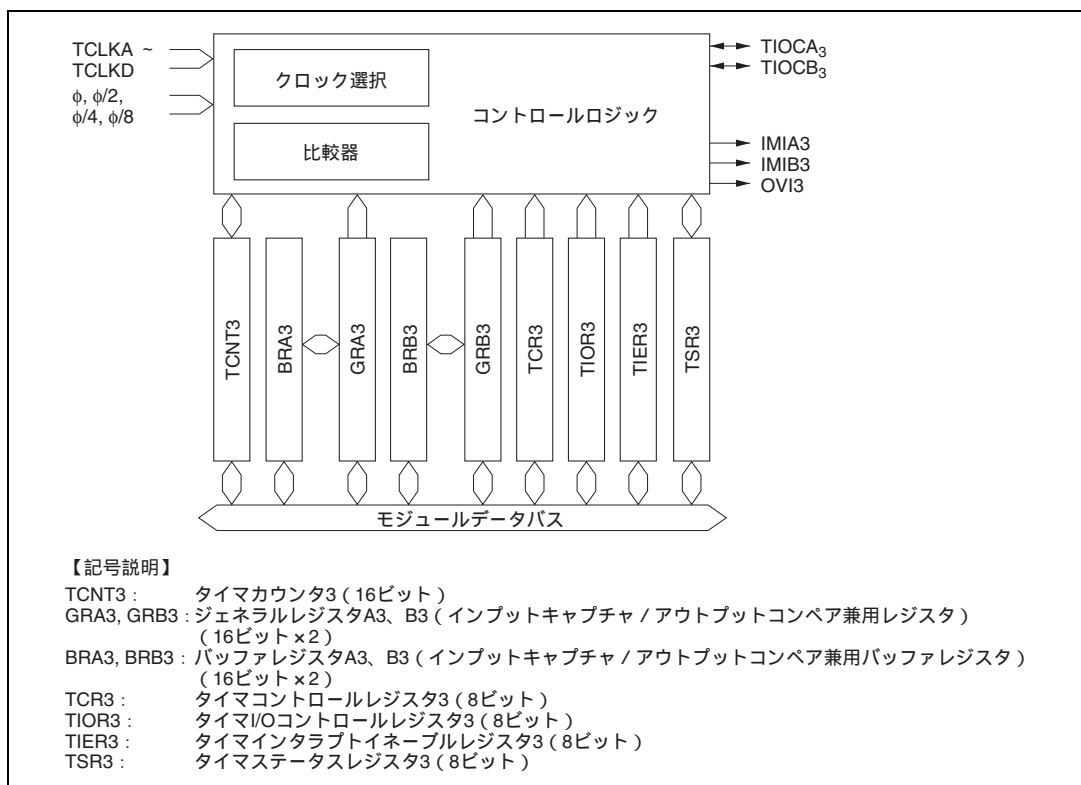 TCLKA ~
TCLKD
φ, φ/2,
φ/4, φ/8
クロック選択
比較器
コントロールロジック
TIOCA3
TIOCB3
IMIA3
IMIB3
OVI3
TCNT3
BRA3
GRA3
BRB3
GRB3
TCR3
TIOR3
TIER3
TSR3
モジュールデータバス
【記号説明】
TCNT3 : タイマカウンタ3(16ビット)
GRA3, GRB3 : ジェネラルレジスタA3、B3(インプットキャプチャ / アウトプットコンペア兼用レジスタ)
(16ビット×2)
BRA3, BRB3 : バッファレジスタA3、B3(インプットキャプチャ / アウトプットコンペア兼用バッファレジスタ)
(16ビット×2)
TCR3 : タイマコントロールレジスタ3(8ビット)
TIOR3 : タイマI/Oコントロールレジスタ3(8ビット)
TIER3 : タイマインタラプトイネーブルレジスタ3(8ビット)
TSR3 : タイマステータスレジスタ3(8ビット)